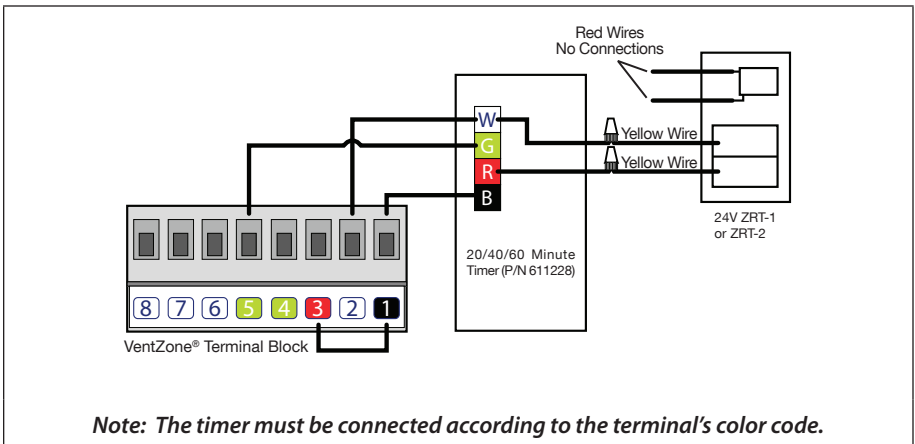 Red Wires
No Connections
W
G
R
B
Yellow Wire
Yellow Wire
24V ZRT-1
or ZRT-2
20/40/60 Minute
Timer (P/N 611228)
8 7 6 5 4 3 2 1
VentZone® Terminal Block
Note: The timer must be connected according to the terminal's color code.